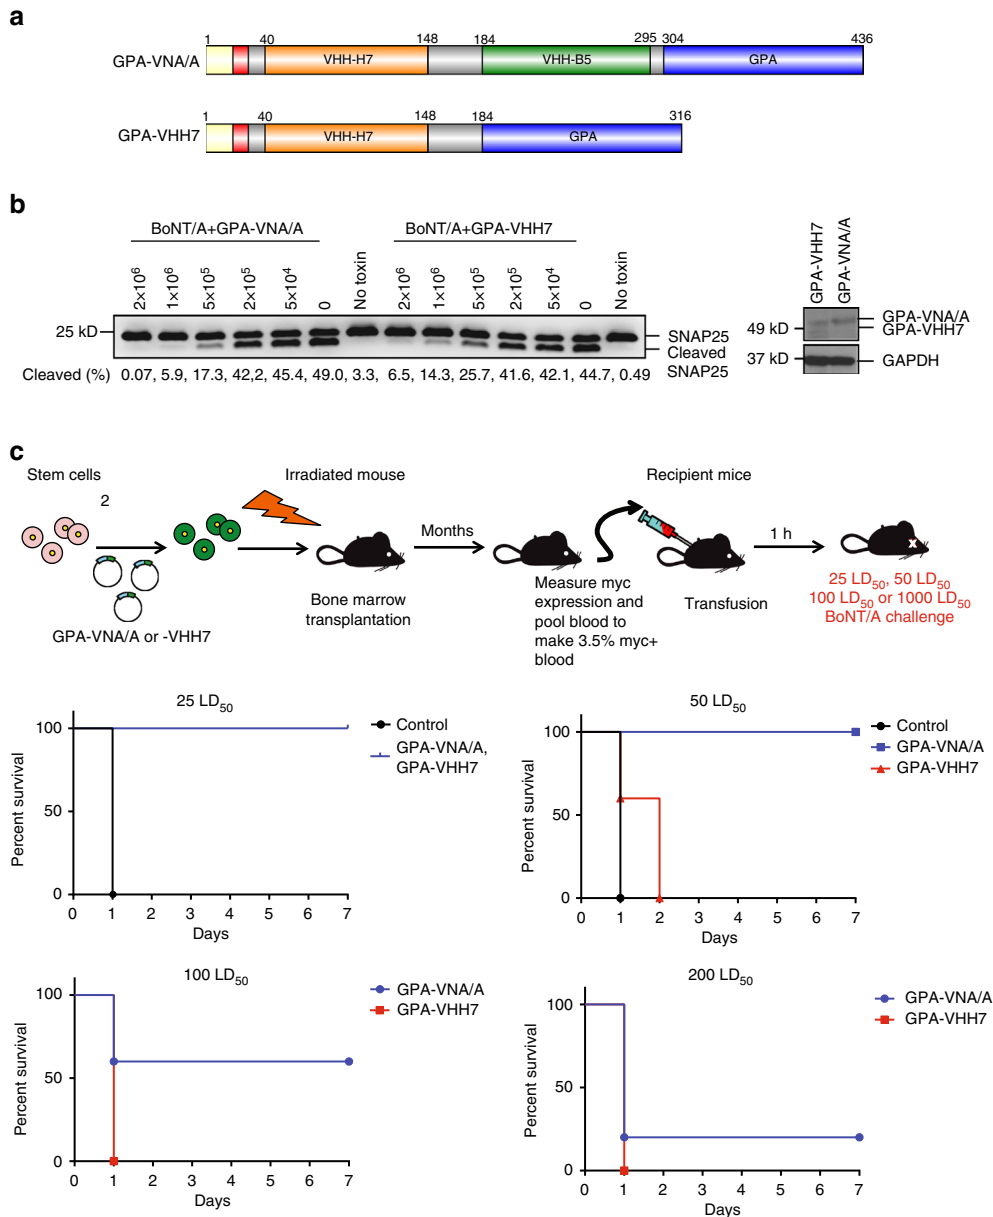 a
1 40 148 184 295 304 436
GPA-VNA/A VHH-H7 VHH-B5 GPA
1 40 148 184 316
GPA-VHH7 VHH-H7 GPA
b
BoNT/A+GPA-VNA/A BoNT/A+GPA-VHH7
2×10⁶ 1×10⁶ 5×10⁵ 2×10⁵ 5×10⁴ 0 No toxin 2×10⁶ 1×10⁶ 5×10⁵ 2×10⁵ 5×10⁴ 0 No toxin
25 kD
SNAP25
Cleaved
SNAP25
Cleaved (%) 0.07, 5.9, 17.3, 42,2, 45.4, 49.0, 3.3, 6.5, 14.3, 25.7, 41.6, 42.1, 44.7, 0.49
GPA-VHH7 GPA-VNA/A
GPA-VNA/A
49 kD GPA-VHH7
37 kD GAPDH
c
Stem cells
2
GPA-VNA/A or -VHH7
Irradiated mouse
Bone marrow
transplantation
Months
Measure myc
expression and
pool blood to
make 3.5% myc+
blood
Recipient mice
Transfusion
1 h
25 LD₅₀, 50 LD₅₀
100 LD₅₀ or 1000 LD₅₀
BoNT/A challenge
25 LD₅₀
Percent survival
100
50
0
0 1 2 3 4 5 6 7
Days
Control
GPA-VNA/A,
GPA-VHH7
50 LD₅₀
Percent survival
100
50
0
0 1 2 3 4 5 6 7
Days
Control
GPA-VNA/A
GPA-VHH7
100 LD₅₀
Percent survival
100
50
0
0 1 2 3 4 5 6 7
Days
GPA-VNA/A
GPA-VHH7
200 LD₅₀
Percent survival
100
50
0
0 1 2 3 4 5 6 7
Days
GPA-VNA/A
GPA-VHH7